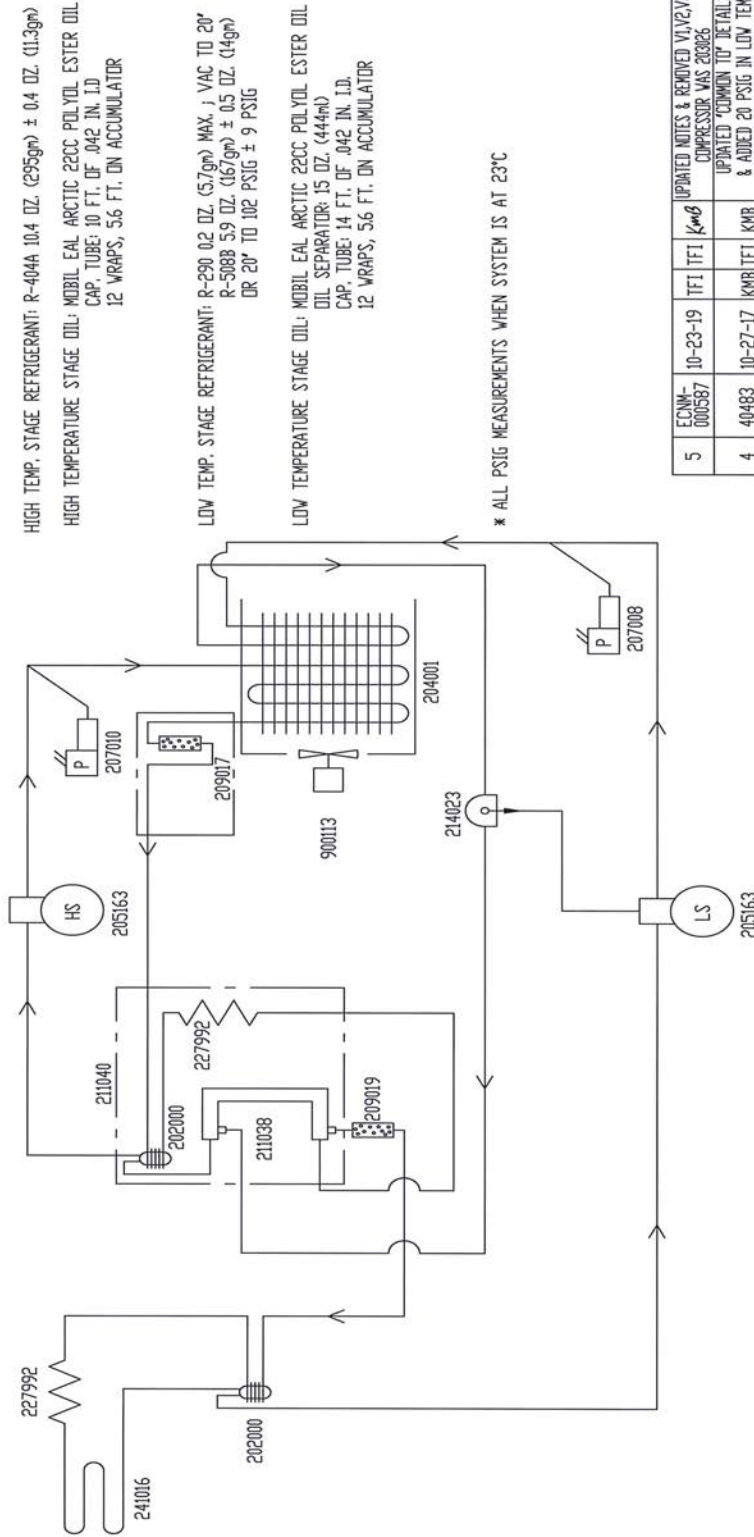 HIGH TEMP. STAGE REFRIGERANT: R-404A 10.4 OZ. (295gm) ± 0.4 OZ. (11.3gm)
HIGH TEMPERATURE STAGE OIL: MOBIL EAL ARCTIC 22CC POLYOL ESTER OIL
CAP. TUBE: 10 FT. OF .042 IN. I.D
12 WRAPS, 5.6 FT. ON ACCUMULATOR
LOW TEMP. STAGE REFRIGERANT: R-290 0.2 OZ. (5.7gm) MAX. ; VAC TO 20"
R-508B 5.9 OZ. (167gm) ± 0.5 OZ. (14gm)
OR 20" TO 102 PSIG ± 9 PSIG
LOW TEMPERATURE STAGE OIL: MOBIL EAL ARCTIC 22CC POLYOL ESTER OIL
OIL SEPARATOR: 15 OZ. (444ml)
CAP. TUBE: 14 FT. OF .042 IN. I.D.
12 WRAPS, 5.6 FT. ON ACCUMULATOR
* ALL PSIG MEASUREMENTS WHEN SYSTEM IS AT 23°C
5 ECNM-000587 10-23-19 TFI TFI KMB UPDATED NOTES & REMOVED V1,V2,V
COMPRESSOR WAS 203026
4 40483 10-27-17 KMB TFI KMB UPDATED "COMMON TO" DETAIL
& ADDED 20 PSIG IN LOW TEM
P
207010
HS
205163
209017
900113
204001
211040
202000
227992
211038
209019
214023
P
207008
LS
205163
227992
241016
202000